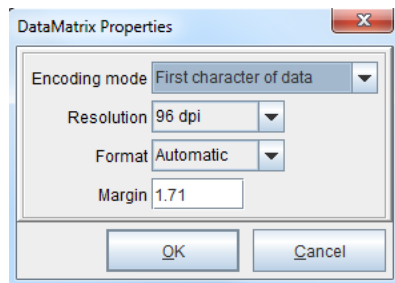 DataMatrix Properties
Encoding mode First character of data
Resolution 96 dpi
Format Automatic
Margin 1.71
OK Cancel